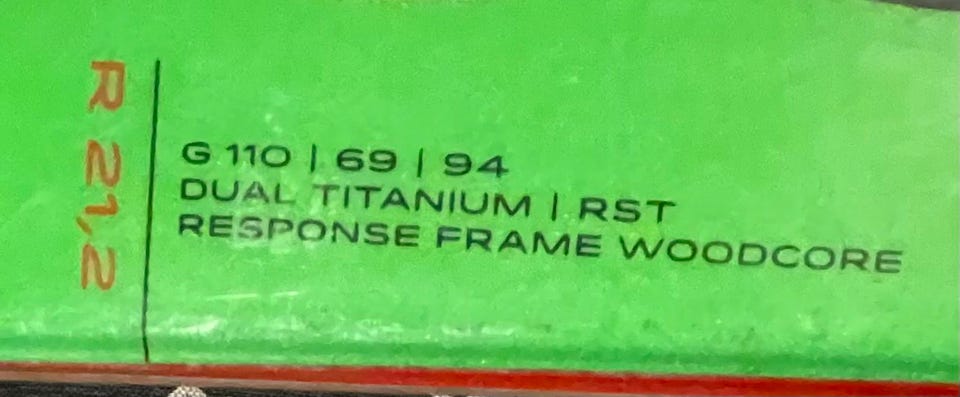 R 21,2
G 110 | 69 | 94
DUAL TITANIUM | RST
RESPONSE FRAME WOODCORE